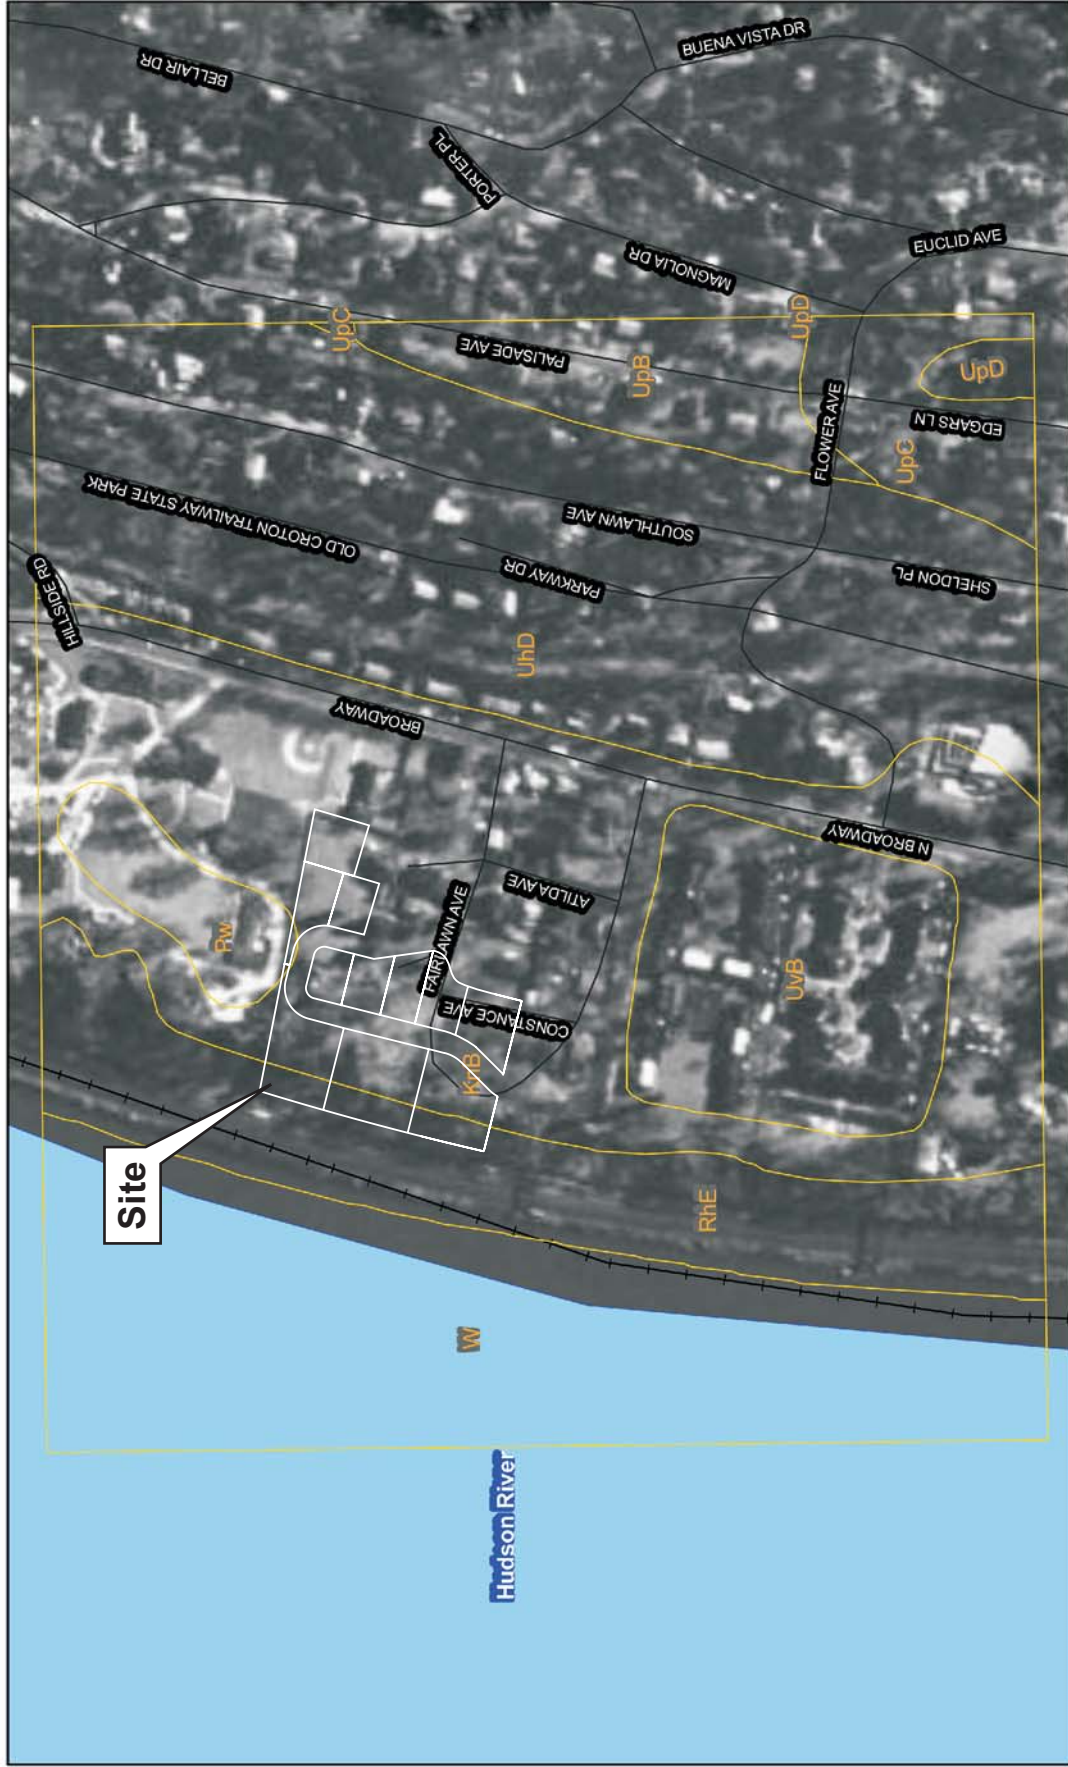 BELLAIR DR
BUENA VISTA DR
PORTER PL
MAGNOLIA DR
EUCLID AVE
UpC
PALISADE AVE
UpB
UpD
UpD
FLOWER AVE
EDGARS LN
UpC
OLD CROTON TRAILWAY STATE PARK
SOUTHLAWN AVE
PARKWAY DR
SHELDON PL
HILLSIDE RD
UhD
BROADWAY
N BROADWAY
Pw
FAIRLAWN AVE
ATILDA AVE
CONSTANCE AVE
KnB
UvB
Site
RhE
W
Hudson River